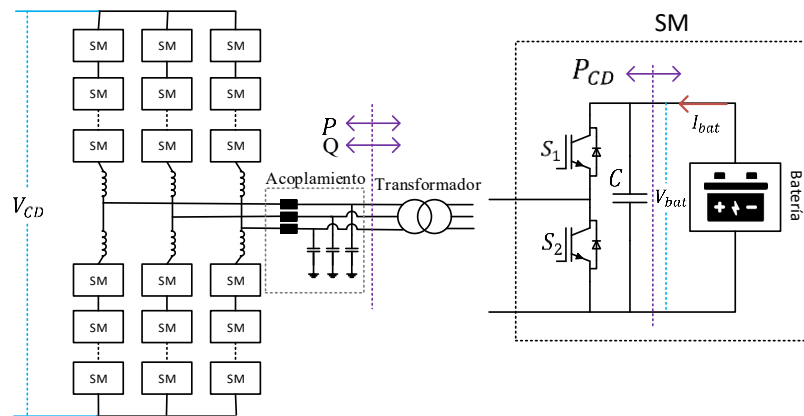 SM
SM SM SM
SM SM SM
SM SM SM
V_CD
P
Q
Acoplamiento
Transformador
SM SM SM
SM SM SM
SM SM SM
P_CD
I_bat
S_1
C
V_bat
S_2
Batería